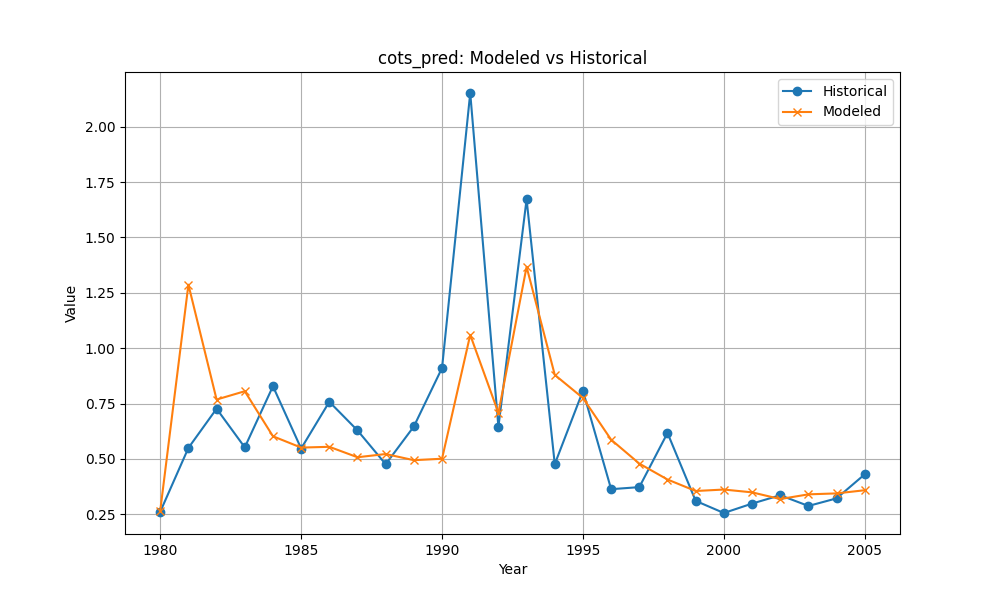 cots_pred: Modeled vs Historical
Historical
Modeled
Value
2.00
1.75
1.50
1.25
1.00
0.75
0.50
0.25
1980 1985 1990 1995 2000 2005
Year